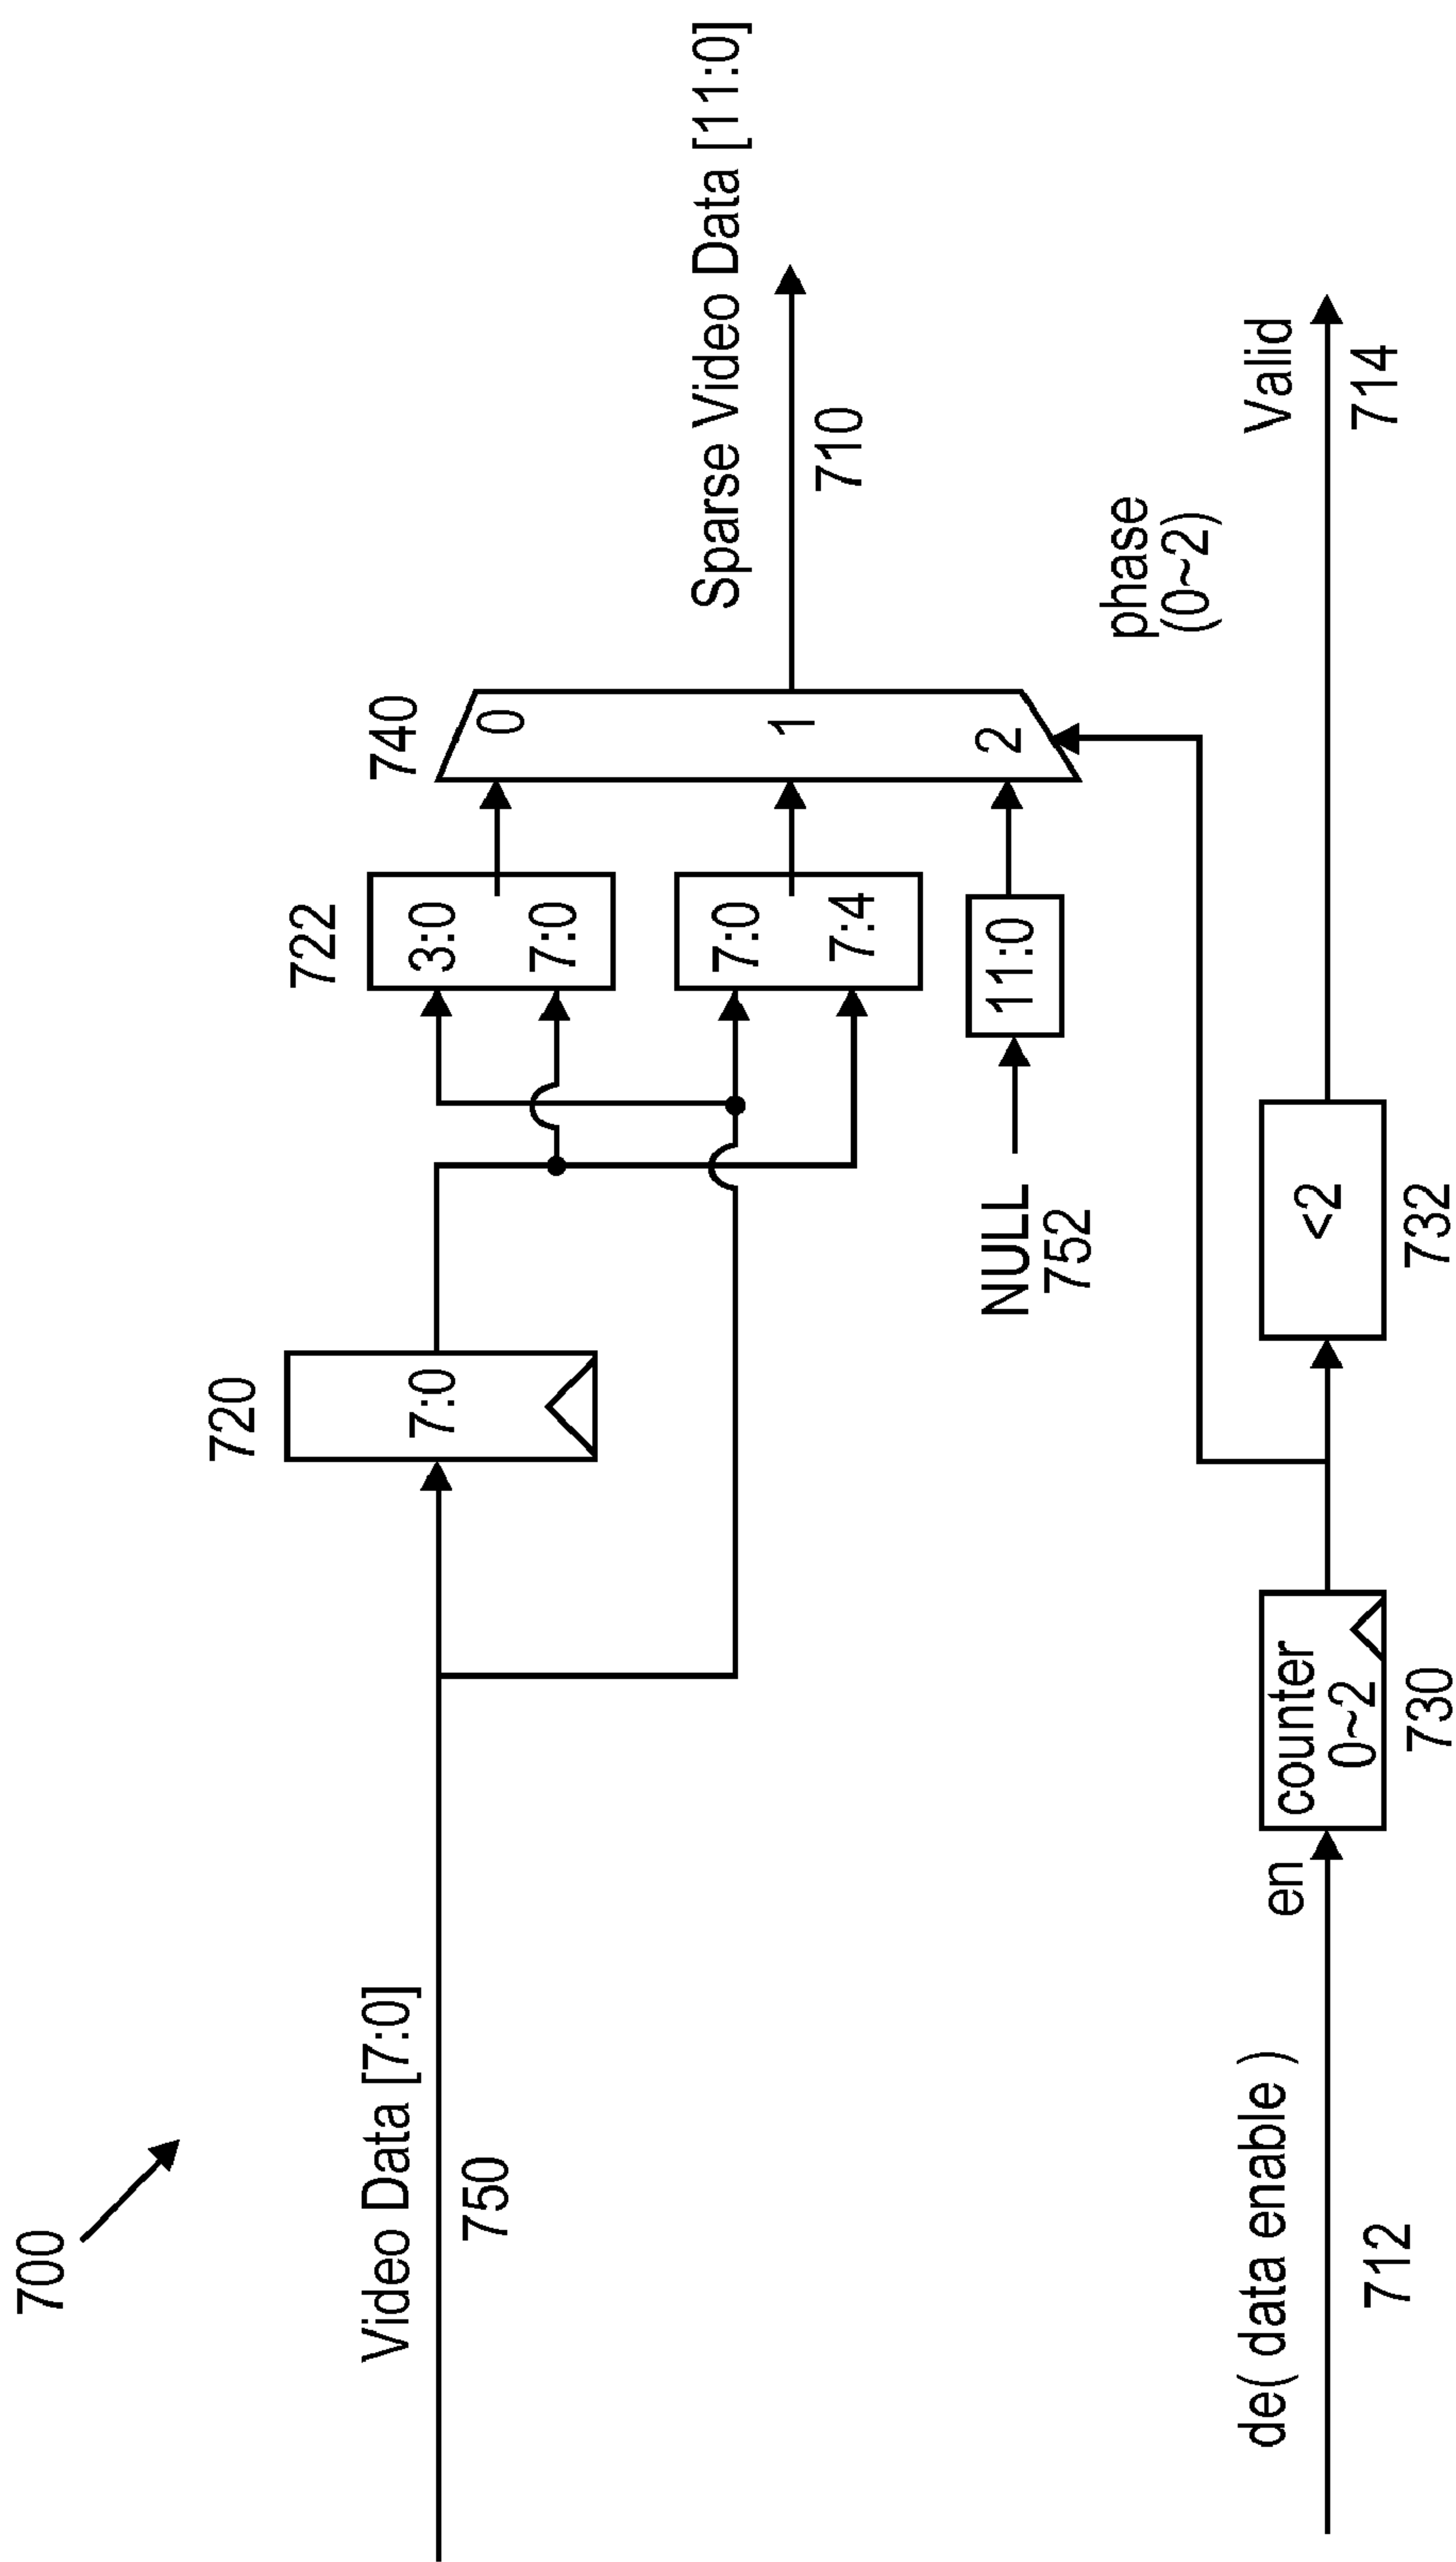 700
Video Data [7:0]
750
720
7:0
722
3:0
7:0
7:0
7:4
11:0
NULL
752
740
0
1
2
Sparse Video Data [11:0]
710
phase
(0~2)
de( data enable )
712
en
counter
0~2
730
<2
732
Valid
714